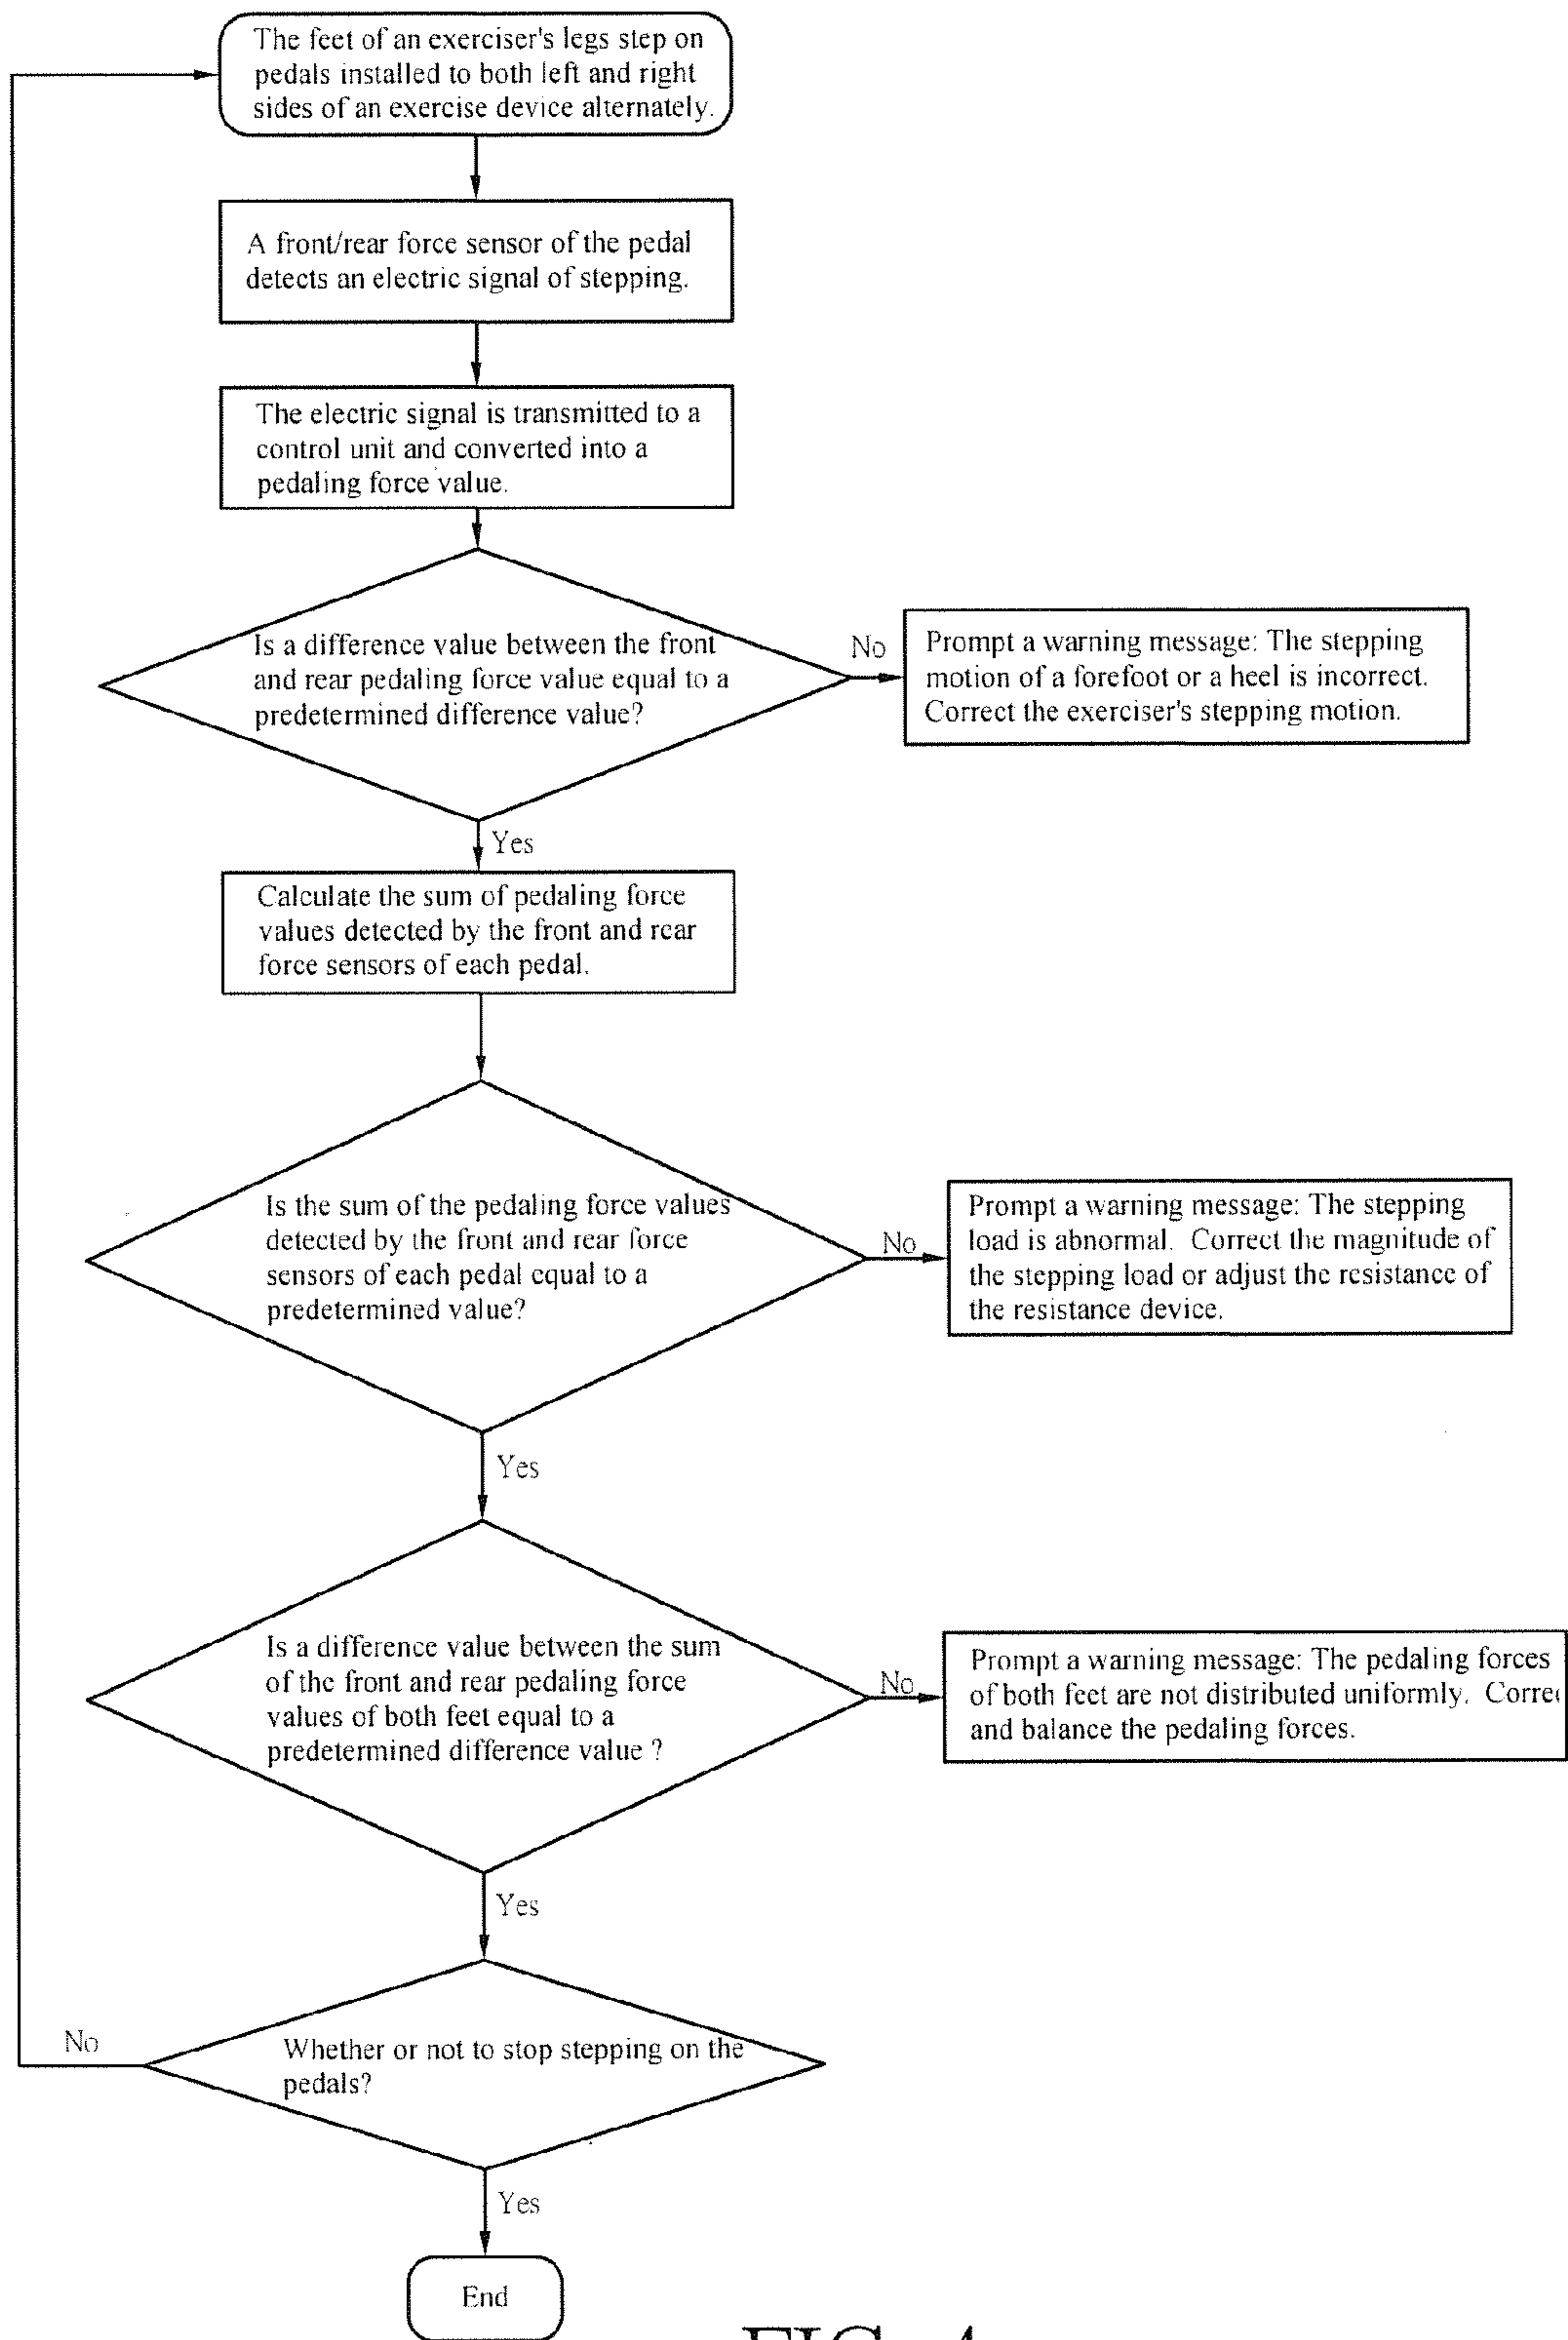 The feet of an exerciser's legs step on
pedals installed to both left and right
sides of an exercise device alternately.
A front/rear force sensor of the pedal
detects an electric signal of stepping.
The electric signal is transmitted to a
control unit and converted into a
pedaling force value.
Is a difference value between the front
and rear pedaling force value equal to a
predetermined difference value?
No
Prompt a warning message: The stepping
motion of a forefoot or a heel is incorrect.
Correct the exerciser's stepping motion.
Yes
Calculate the sum of pedaling force
values detected by the front and rear
force sensors of each pedal.
Is the sum of the pedaling force values
detected by the front and rear force
sensors of each pedal equal to a
predetermined value?
No
Prompt a warning message: The stepping
load is abnormal. Correct the magnitude of
the stepping load or adjust the resistance of
the resistance device.
Yes
Is a difference value between the sum
of the front and rear pedaling force
values of both feet equal to a
predetermined difference value ?
No
Prompt a warning message: The pedaling forces
of both feet are not distributed uniformly.
and balance the pedaling forces.
Yes
Whether or not to stop stepping on the
pedals?
No
Yes
End